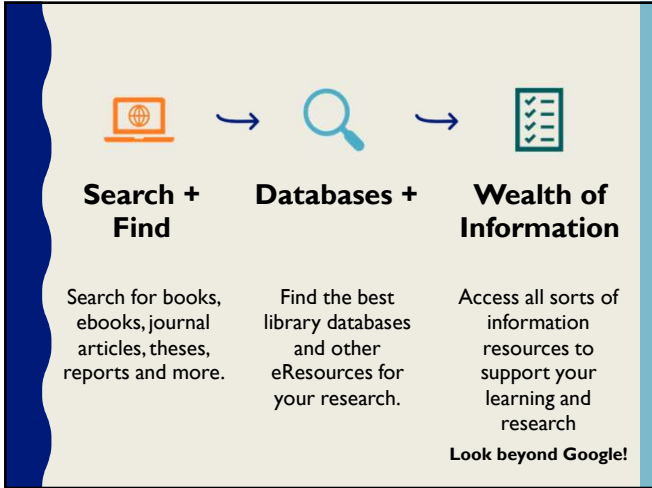 Search +
Find
Databases +
Wealth of
Information
Search for books,
ebooks, journal
articles, theses,
reports and more.
Find the best
library databases
and other
eResources for
your research.
Access all sorts of
information
resources to
support your
learning and
research
Look beyond Google!